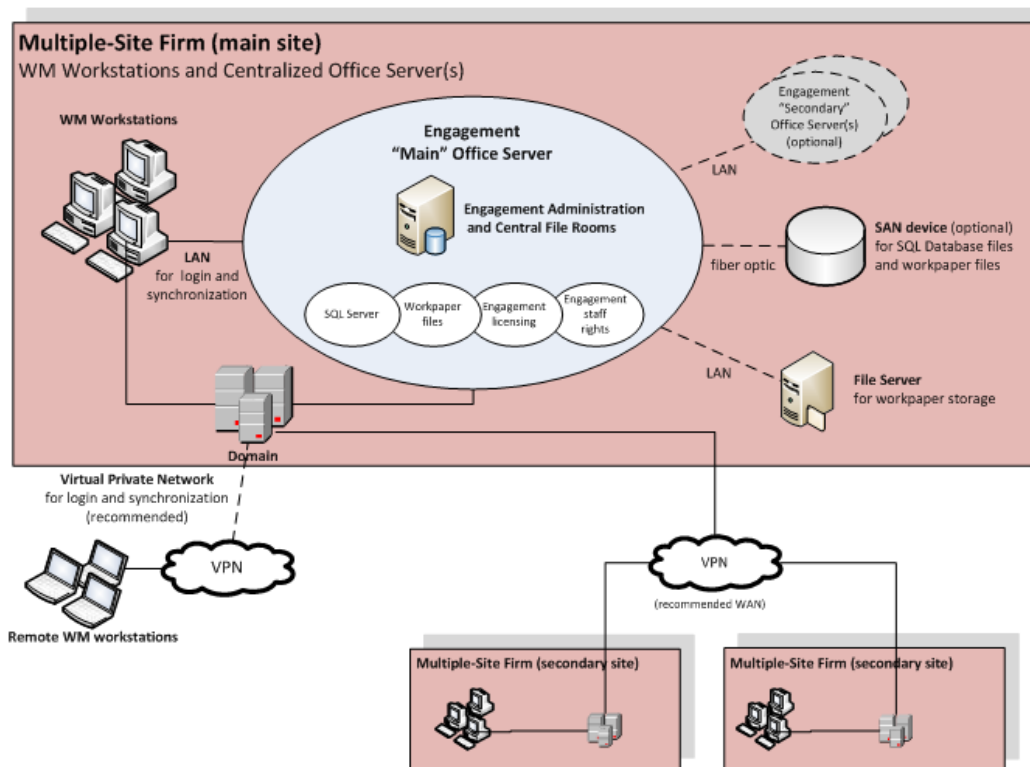 Multiple-Site Firm (main site)
WM Workstations and Centralized Office Server(s)
WM Workstations
Engagement
“Main” Office Server
Engagement
“Secondary”
Office Server(s)
(optional)
LAN
Engagement Administration
and Central File Rooms
LAN
for login and
synchronization
fiber optic
SAN device (optional)
for SQL Database files
and workpaper files
SQL Server
Workpaper
files
Engagement
licensing
Engagement
staff
rights
LAN
File Server
for workpaper storage
Domain
Virtual Private Network
for login and synchronization
(recommended)
VPN
Remote WM workstations
VPN
(recommended WAN)
Multiple-Site Firm (secondary site)
Multiple-Site Firm (secondary site)